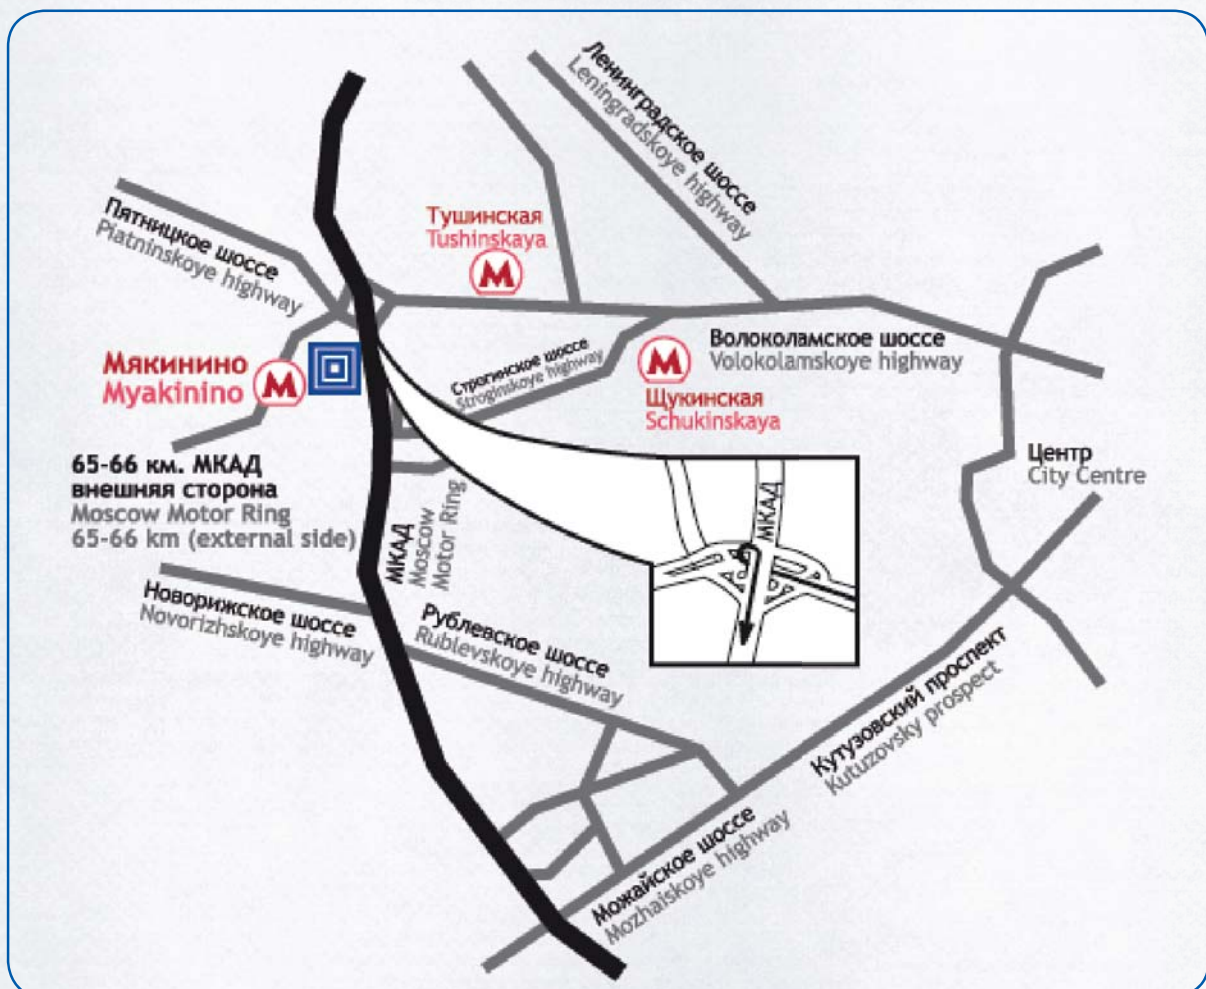 Ленинградское шоссе
Leningradskoye highway
Пятницкое шоссе
Piatninskoye highway
Тушинская
Tushinskaya
М
Волоколамское шоссе
Volokolamskoye highway
Строгинское шоссе
Stroginskoye highway
М
Щукинская
Schukinskaya
Мякинино
Myakinino
М
65-66 км. МКАД
внешняя сторона
Moscow Motor Ring
65-66 km (external side)
МКАД
Moscow
Motor Ring
МКАД
Центр
City Centre
Новорижское шоссе
Novorizhskoye highway
Рублевское шоссе
Rublevskoye highway
Кутузовский проспект
Kutuzovsky prospect
Можайское шоссе
Mozhaiskoye highway